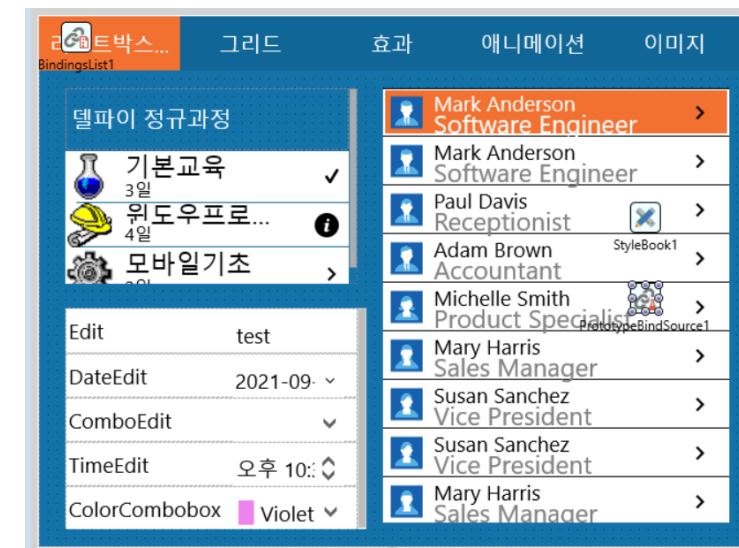 트박스...
그리드
효과
애니메이션
이미지
BindingsList1
델파이 정규과정
기본교육
3일
윈도우프로...
4일
모바일기초
Edit
test
DateEdit
2021-09-
ComboEdit
TimeEdit
오후 10::
ColorCombobox
Violet
Mark Anderson
Software Engineer
Mark Anderson
Software Engineer
Paul Davis
Receptionist
StyleBook1
Adam Brown
Accountant
Michelle Smith
Product Specialist
PrototypeBindSource1
Mary Harris
Sales Manager
Susan Sanchez
Vice President
Susan Sanchez
Vice President
Mary Harris
Sales Manager